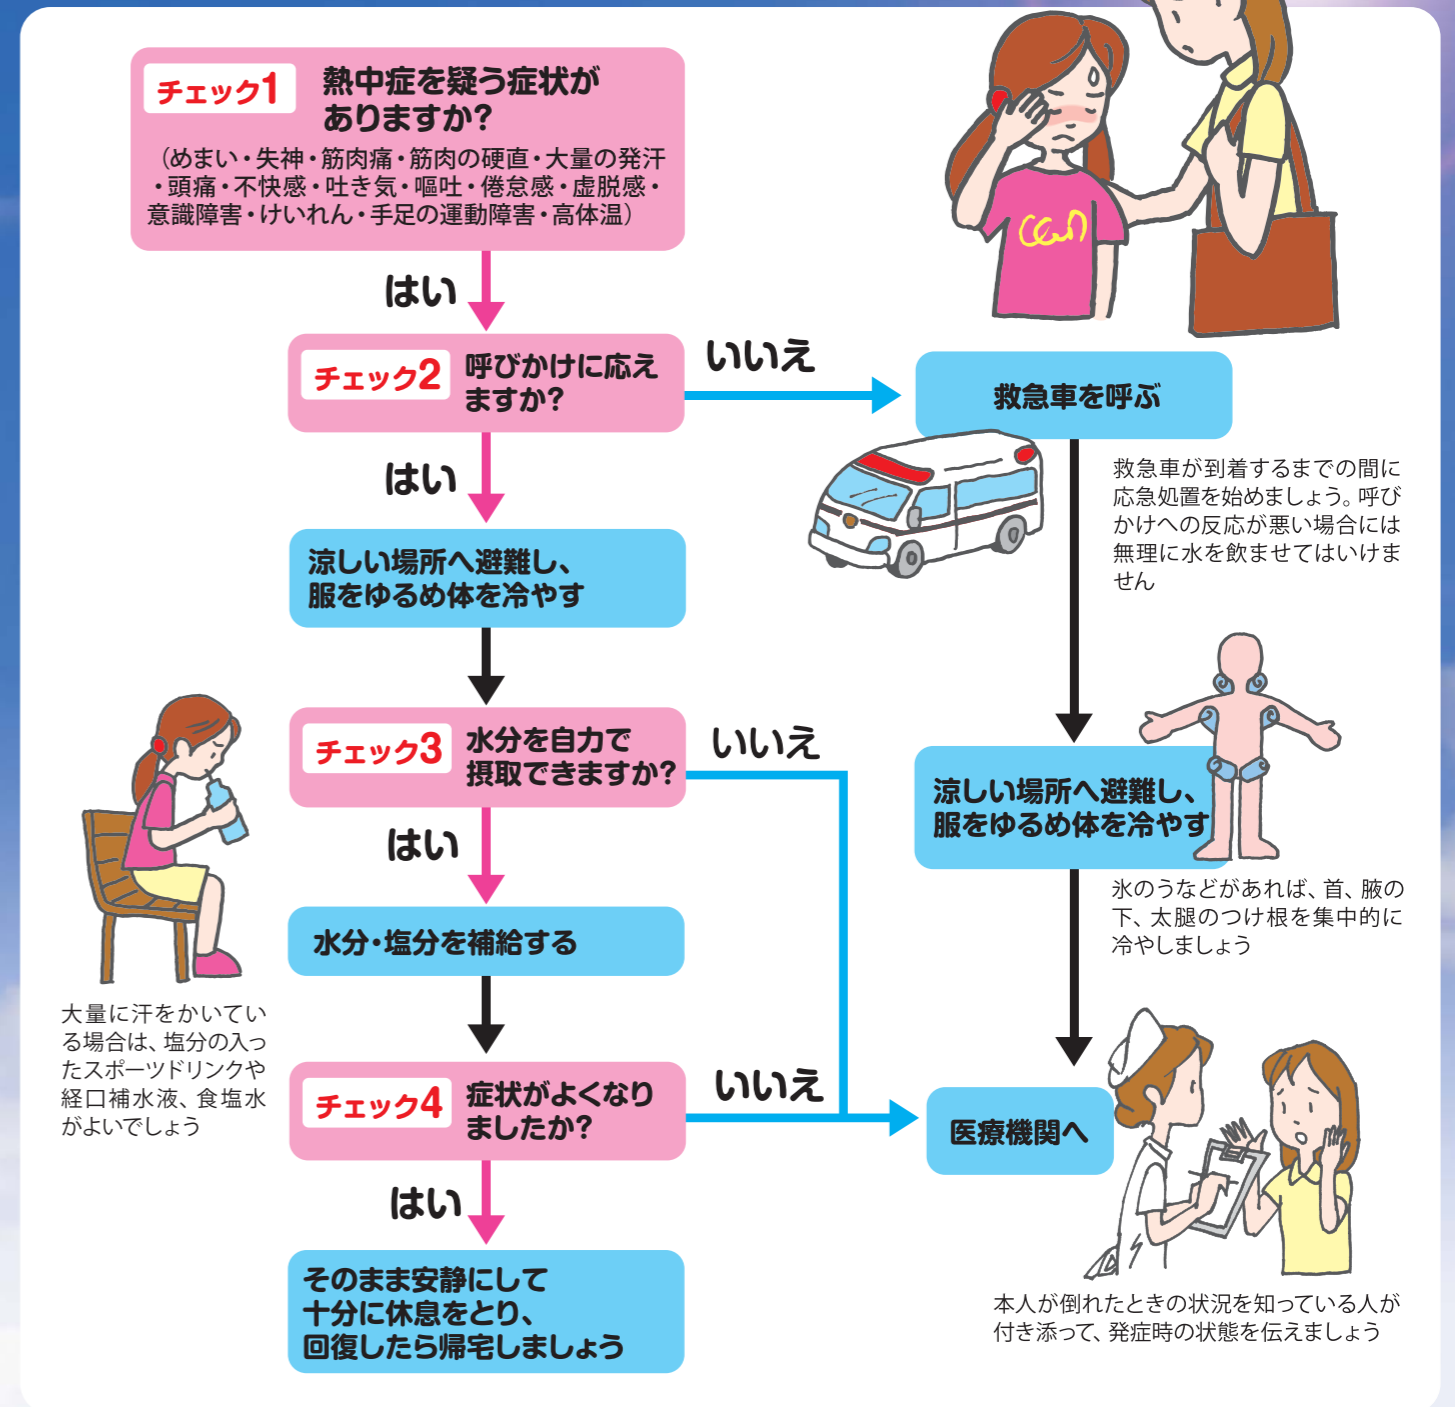 チェック1
熱中症を疑う症状が
ありますか?
(めまい・失神・筋肉痛・筋肉の硬直・大量の発汗
・頭痛・不快感・吐き気・嘔吐・倦怠感・虚脱感・
意識障害・けいれん・手足の運動障害・高体温)
はい
チェック2
呼びかけに応え
ますか?
いいえ
救急車を呼ぶ
救急車が到着するまでの間に
応急処置を始めましょう。呼び
かけへの反応が悪い場合には
無理に水を飲ませてはいけま
せん
はい
涼しい場所へ避難し、
服をゆるめ体を冷やす
チェック3
水分を自力で
摂取できますか?
いいえ
涼しい場所へ避難し、
服をゆるめ体を冷やす
氷のうなどがあれば、首、腋の
下、太腿のつけ根を集中的に
冷やしましょう
はい
水分・塩分を補給する
大量に汗をかいてい
る場合は、塩分の入っ
たスポーツドリンクや
経口補水液、食塩水
がよいでしょう
チェック4
症状がよくなり
ましたか?
いいえ
医療機関へ
本人が倒れたときの状況を知っている人が
付き添って、発症時の状態を伝えましょう
はい
そのまま安静にして
十分に休息をとり、
回復したら帰宅しましょう